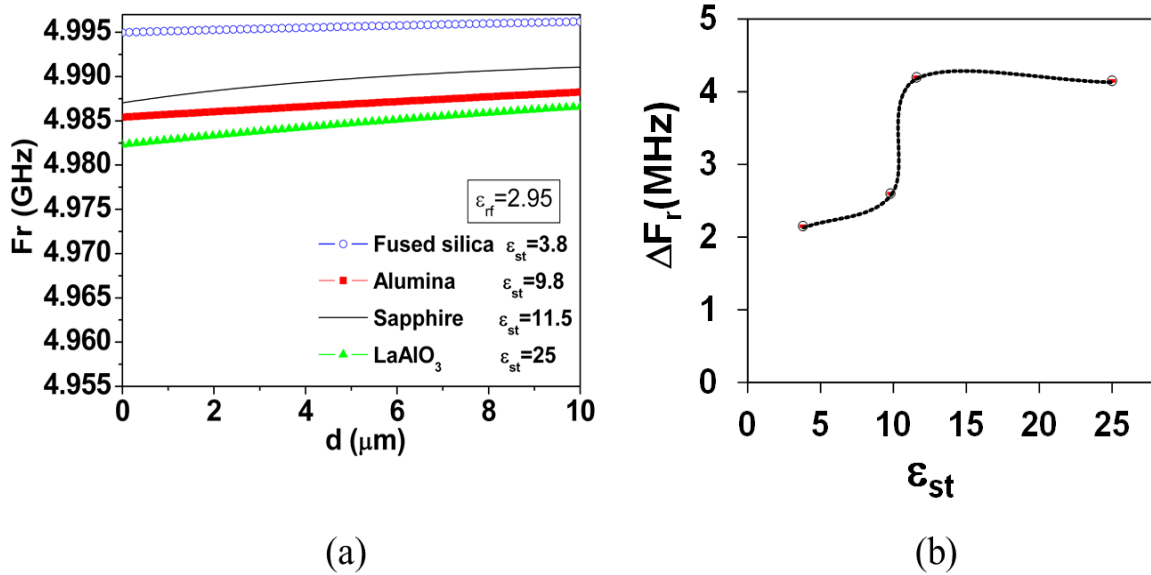 4.995
4.990
4.985
4.980
4.975
4.970
4.965
4.960
4.955
Fr (GHz)
εrf=2.95
Fused silica εst=3.8
Alumina εst=9.8
Sapphire εst=11.5
LaAlO3 εst=25
0 2 4 6 8 10
d (μm)
(a)
5
4
3
2
1
0
ΔFr(MHz)
0 5 10 15 20 25
εst
(b)